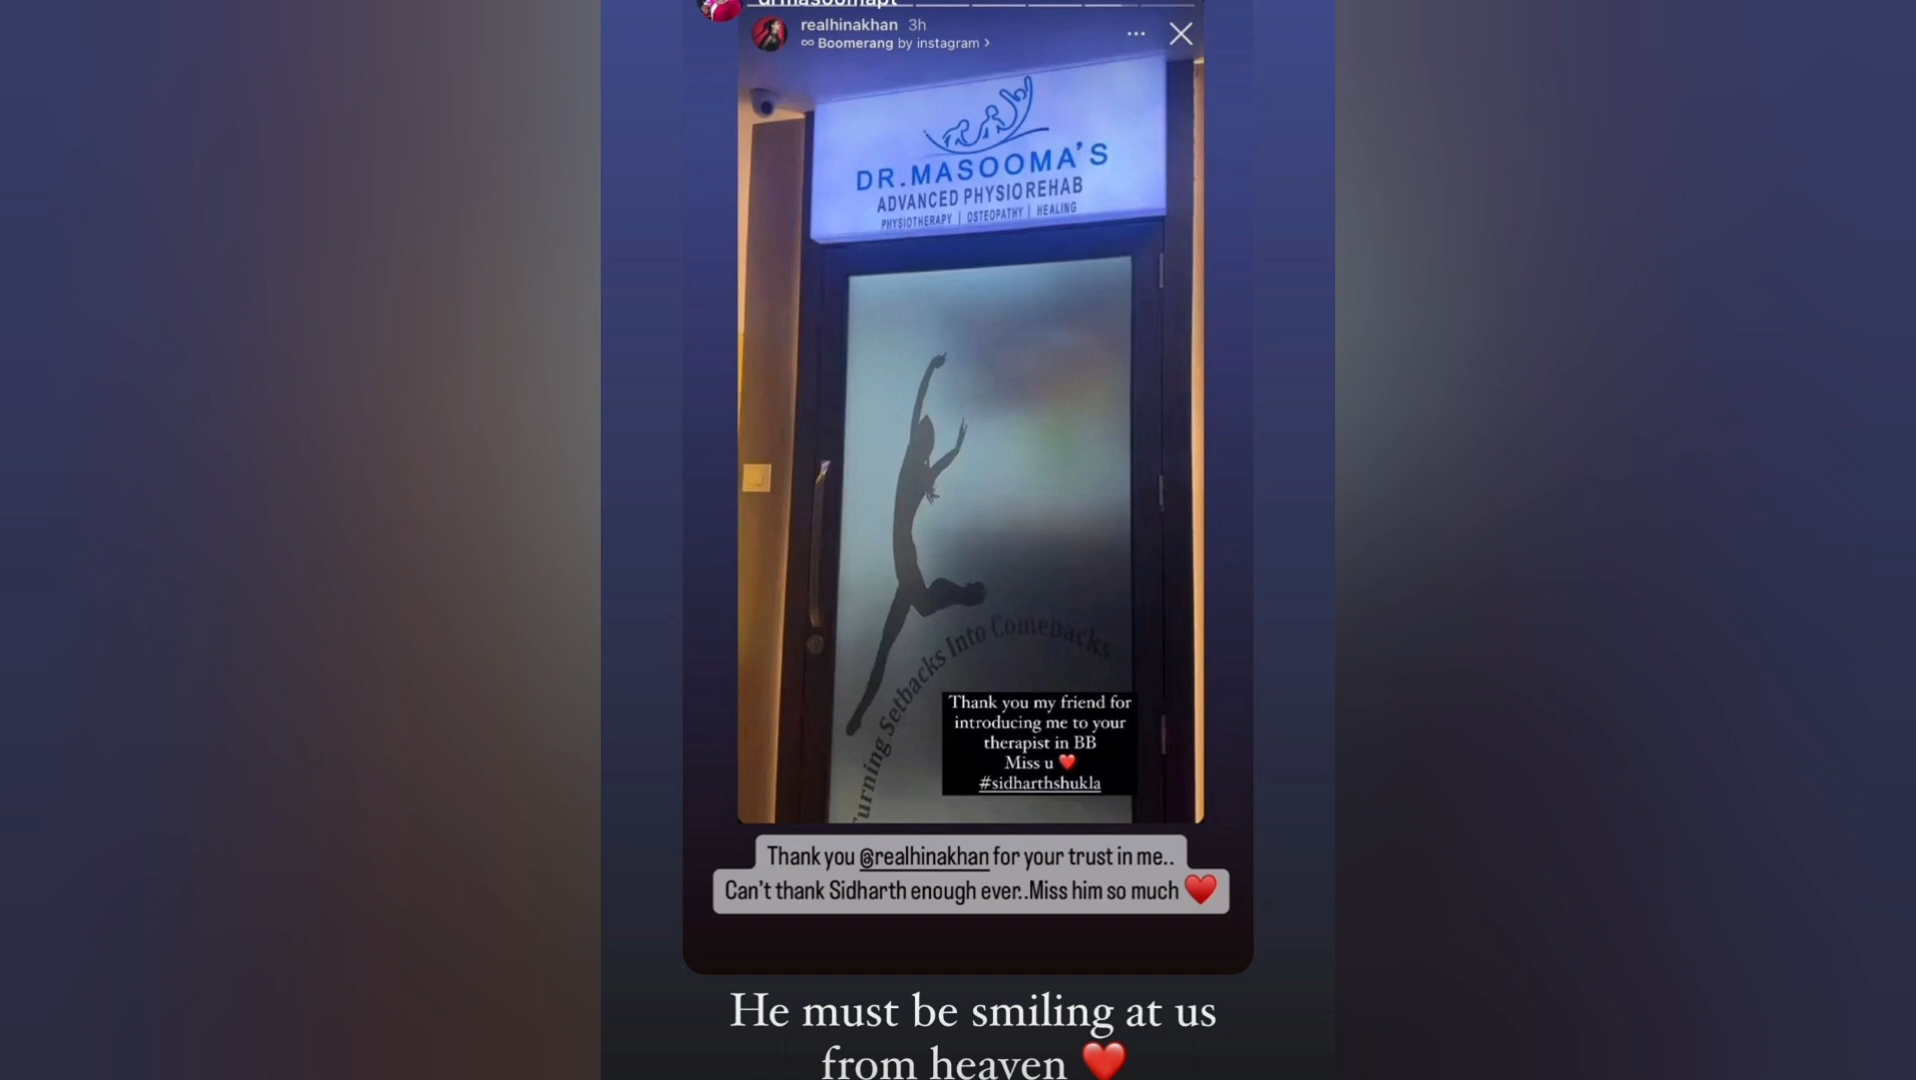 drmasoomapt
realhinakhan 3h
∞ Boomerang by instagram >
DR.MASOOMA'S
ADVANCED PHYSIOREHAB
PHYSIOTHERAPY | OSTEOPATHY | HEALING
Turning Setbacks Into Comebacks
Thank you my friend for
introducing me to your
therapist in BB
Miss u ❤️
#sidharthshukla
Thank you @realhinakhan for your trust in me..
Can't thank Sidharth enough ever..Miss him so much ❤️
He must be smiling at us
from heaven ❤️